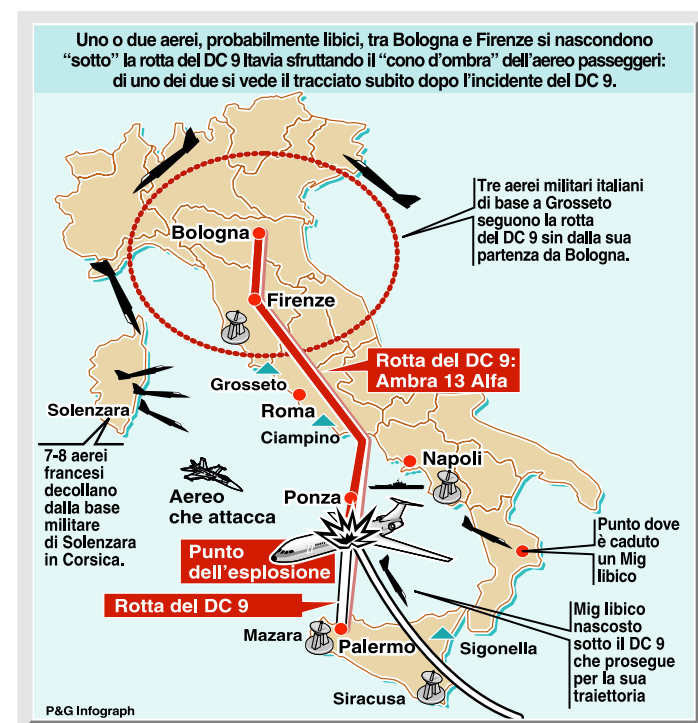 Uno o due aerei, probabilmente libici, tra Bologna e Firenze si nascondono
“sotto” la rotta del DC 9 Itavia sfruttando il “cono d’ombra” dell’aereo passeggeri:
di uno dei due si vede il tracciato subito dopo l’incidente del DC 9.
Tre aerei militari italiani
di base a Grosseto
seguono la rotta
del DC 9 sin dalla sua
partenza da Bologna.
Bologna
Firenze
Rotta del DC 9:
Ambra 13 Alfa
Grosseto
Roma
Ciampino
Solenzara
7-8 aerei
francesi
decollano
dalla base
militare
di Solenzara
in Corsica.
Napoli
Aereo
che attacca
Ponza
Punto
dell’esplosione
Punto dove
è caduto
un Mig
libico
Rotta del DC 9
Mazara
Palermo
Sigonella
Siracusa
Mig libico
nascosto
sotto il DC 9
che prosegue
per la sua
traiettoria
P&G Infograph